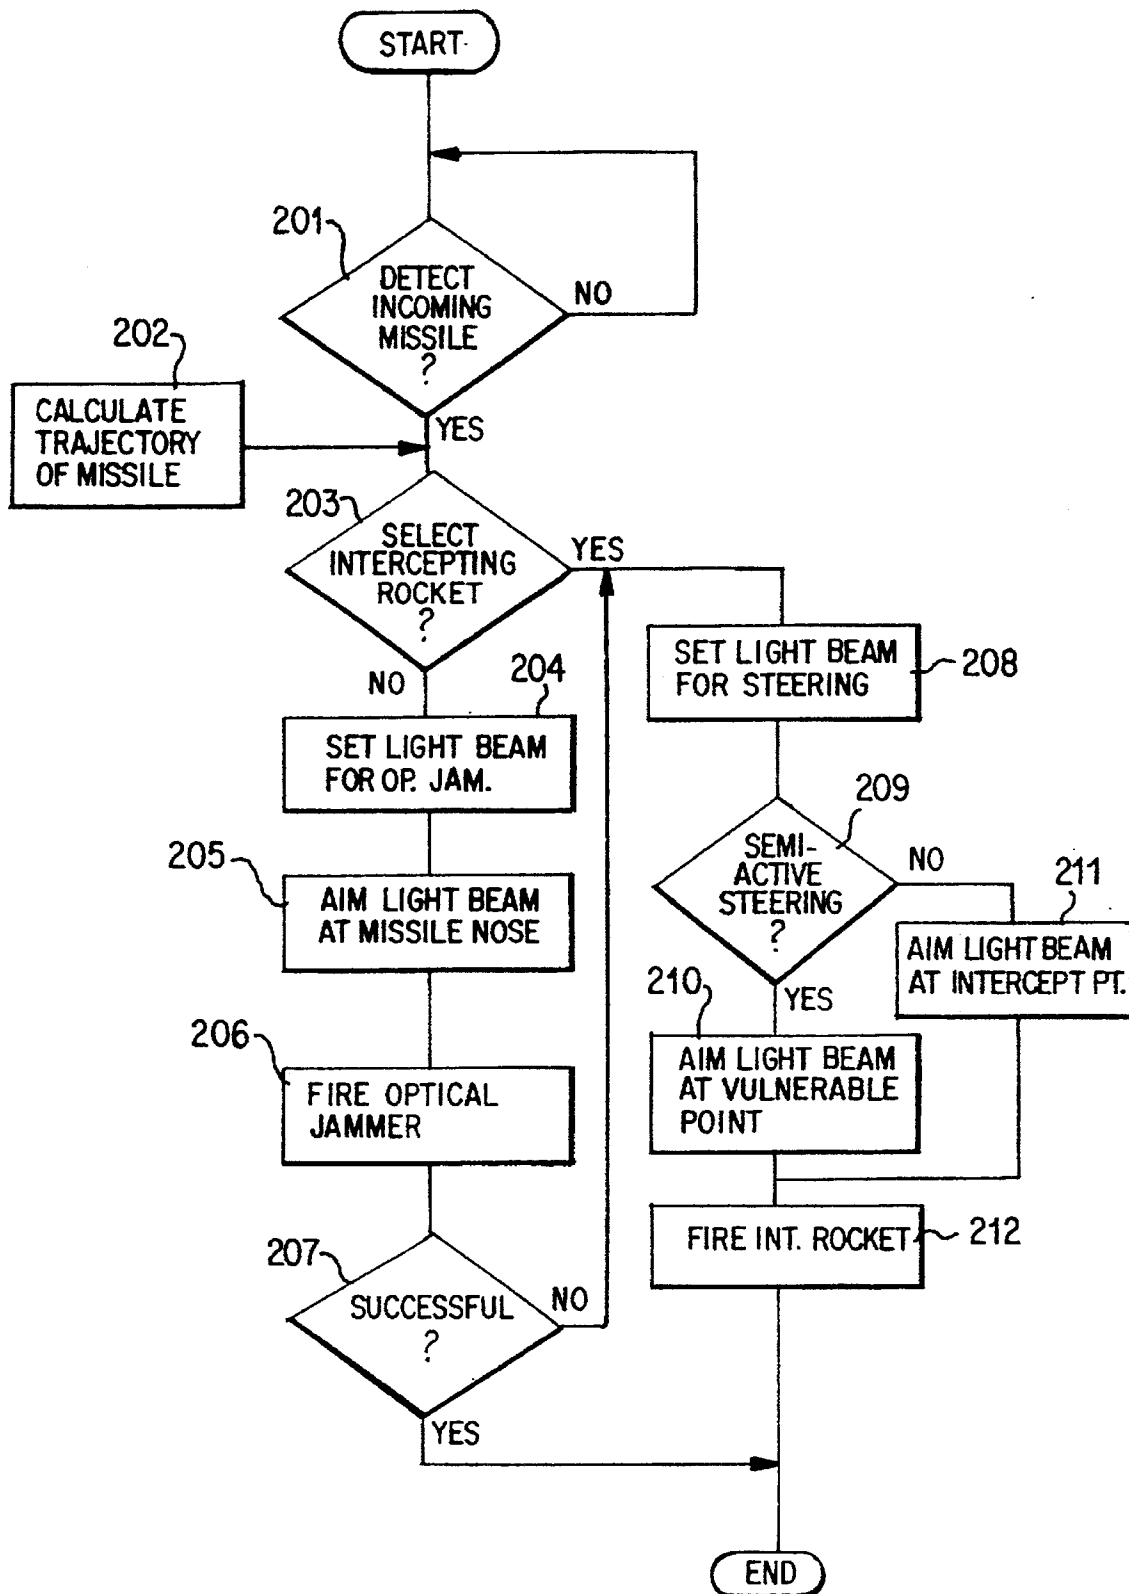 START
201
DETECT
INCOMING
MISSILE
?
NO
YES
202
CALCULATE
TRAJECTORY
OF MISSILE
203
SELECT
INTERCEPTING
ROCKET
?
YES
NO
204
SET LIGHT BEAM
FOR OP. JAM.
205
AIM LIGHT BEAM
AT MISSILE NOSE
206
FIRE OPTICAL
JAMMER
207
SUCCESSFUL
?
NO
YES
SET LIGHT BEAM
FOR STEERING
208
209
SEMI-
ACTIVE
STEERING
?
NO
YES
211
AIM LIGHT BEAM
AT INTERCEPT PT.
210
AIM LIGHT BEAM
AT VULNERABLE
POINT
FIRE INT. ROCKET
212
END